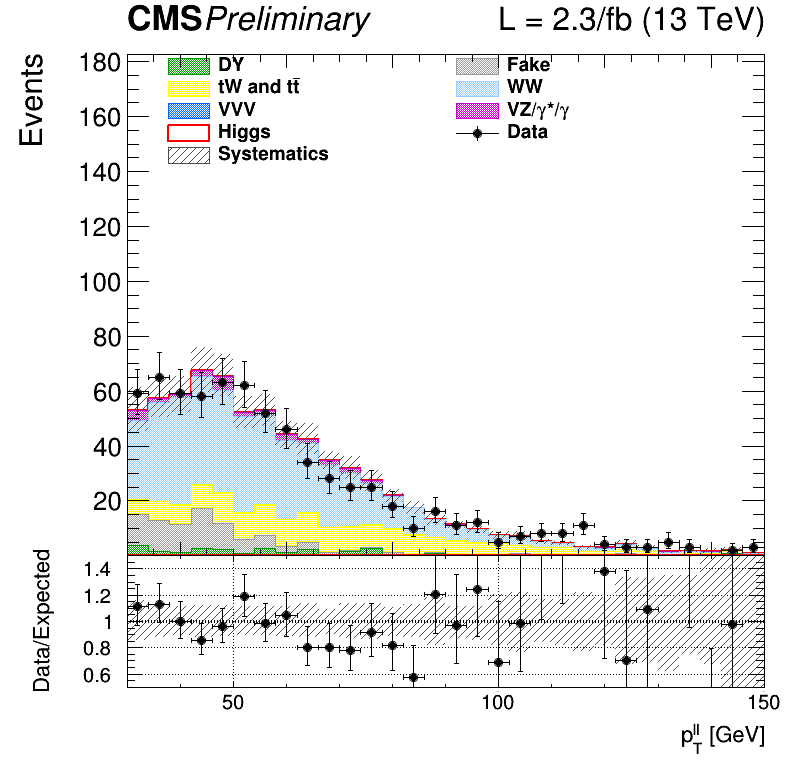 CMS Preliminary L = 2.3/fb (13 TeV)
Events
180
160
140
120
100
80
60
40
20
DY
tW and tt̄
VVV
Higgs
Systematics
Fake
WW
VZ/γ*/γ
Data
Data/Expected
1.4
1.2
1
0.8
0.6
50 100 150
p_T^ll [GeV]